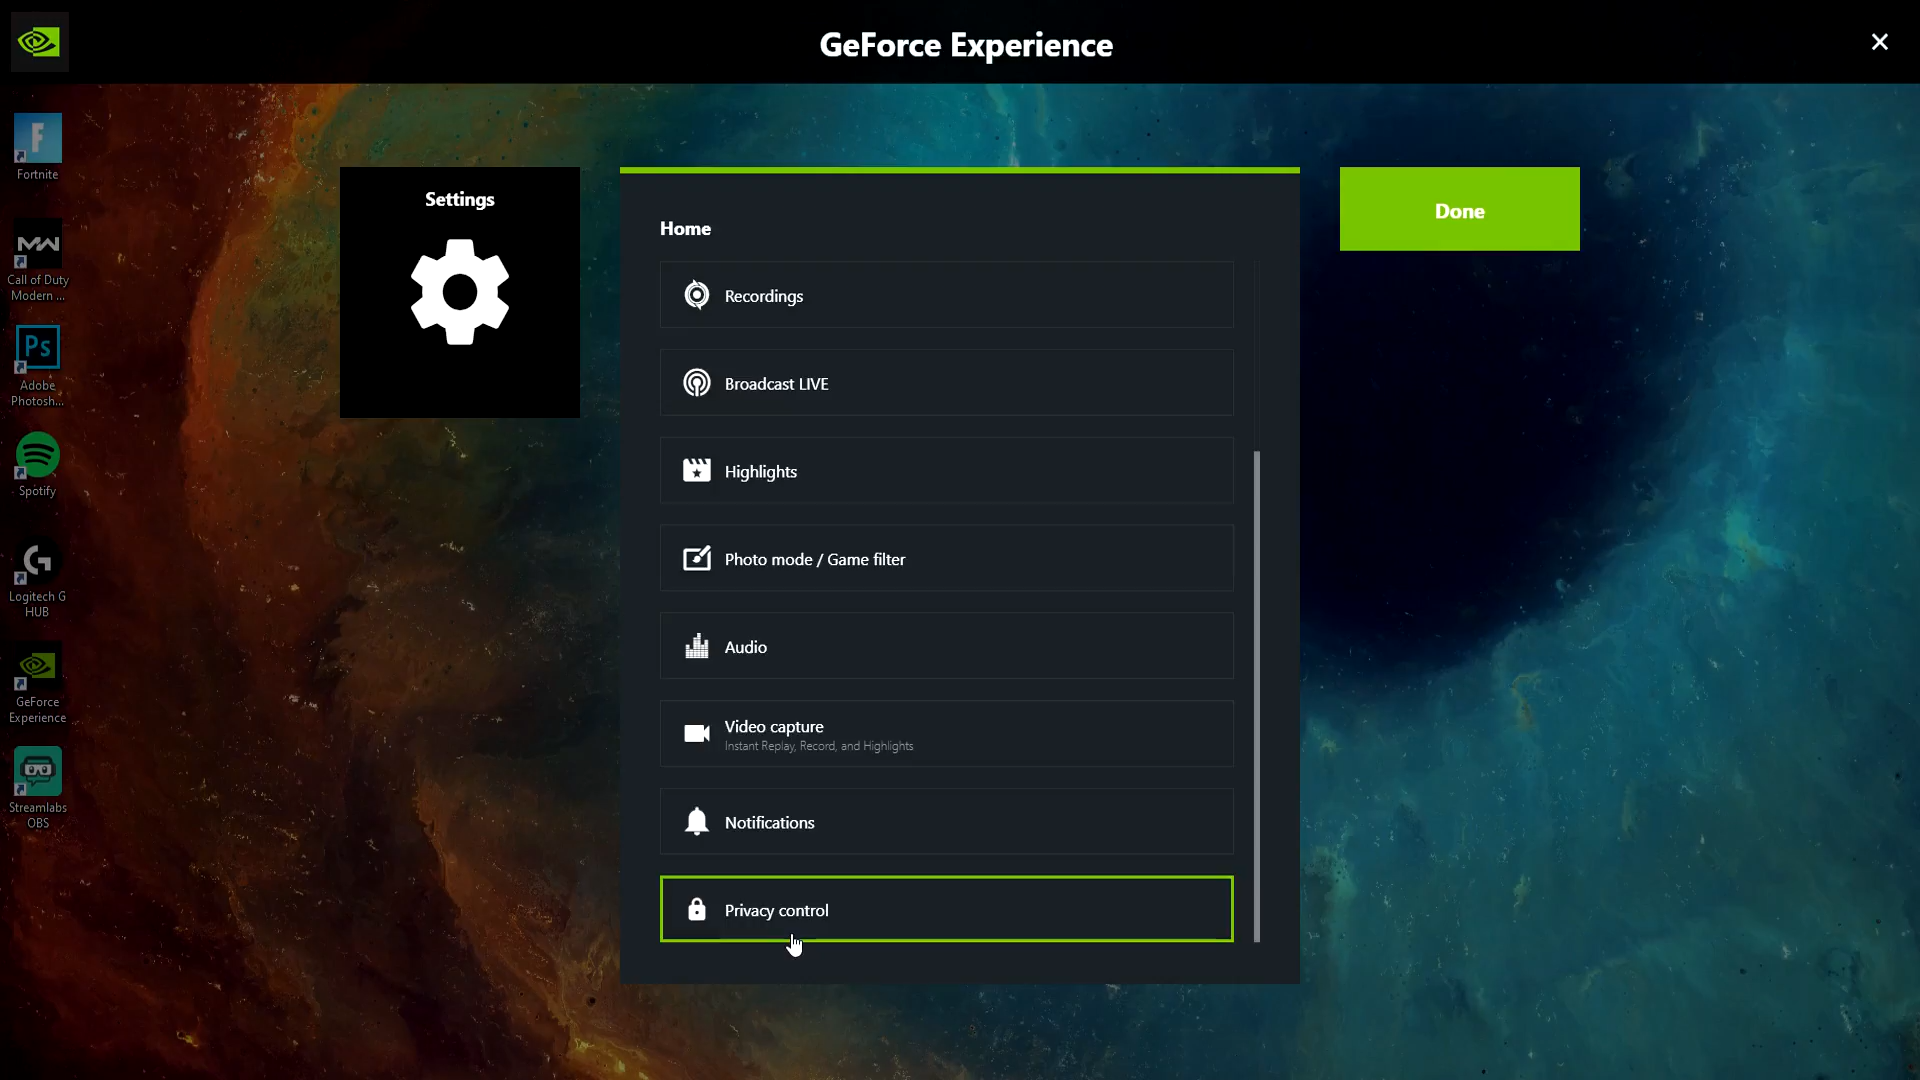 GeForce Experience
Fortnite
Call of Duty
Modern ...
Ps
Adobe
Photosh...
Spotify
Logitech G
HUB
GeForce
Experience
Streamlabs
OBS
Settings
Home
Recordings
Broadcast LIVE
Highlights
Photo mode / Game filter
Audio
Video capture
Instant Replay, Record, and Highlights
Notifications
Privacy control
Done